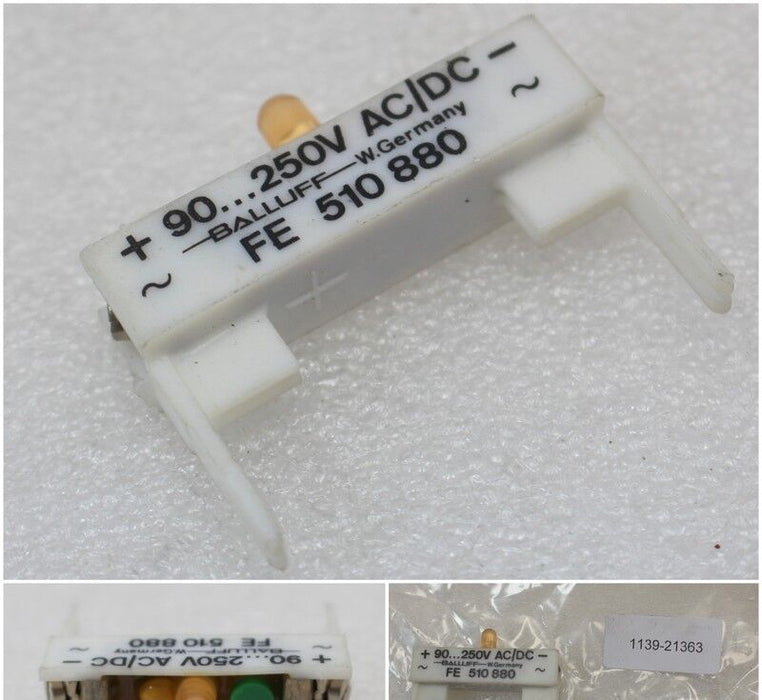 + 90...250V AC/DC -
~ BALLUFF W.Germany ~
FE 510 880
+
+ 90...250V AC/DC -
~ BALLUFF W.Germany ~
FE 510 880
+ 90...250V AC/DC -
~ BALLUFF W.Germany ~
FE 510 880
1139-21363